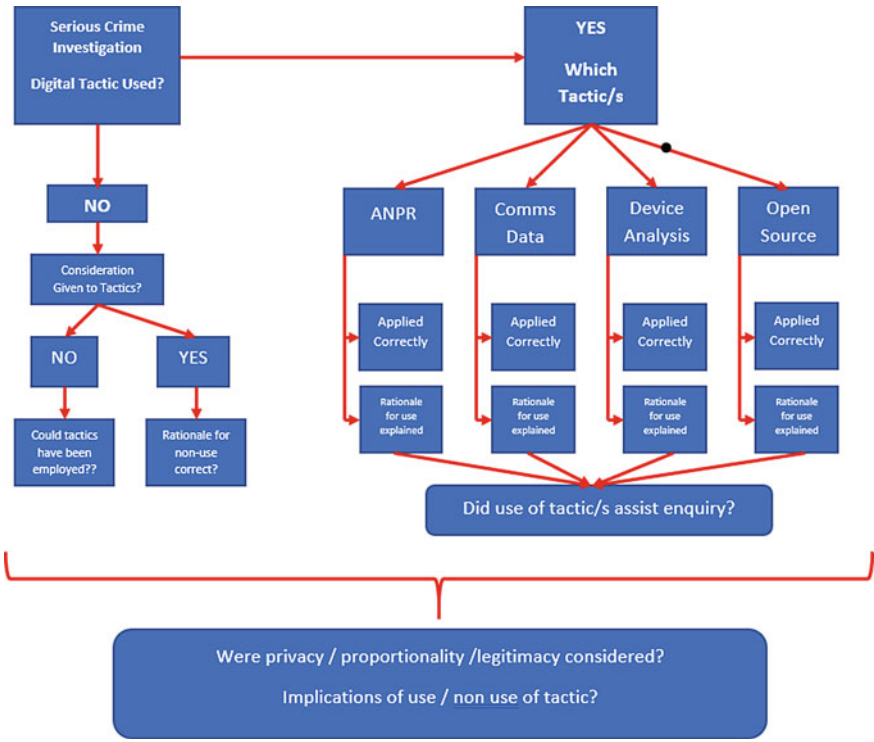 Serious Crime
Investigation
Digital Tactic Used?
YES
Which
Tactic/s
NO
Consideration
Given to Tactics?
NO
YES
Could tactics
have been
employed??
Rationale for
non-use
correct?
ANPR
Comms
Data
Device
Analysis
Open
Source
Applied
Correctly
Applied
Correctly
Applied
Correctly
Applied
Correctly
Rationale
for use
explained
Rationale
for use
explained
Rationale
for use
explained
Rationale
for use
explained
Did use of tactic/s assist enquiry?
Were privacy / proportionality /legitimacy considered?
Implications of use / non use of tactic?